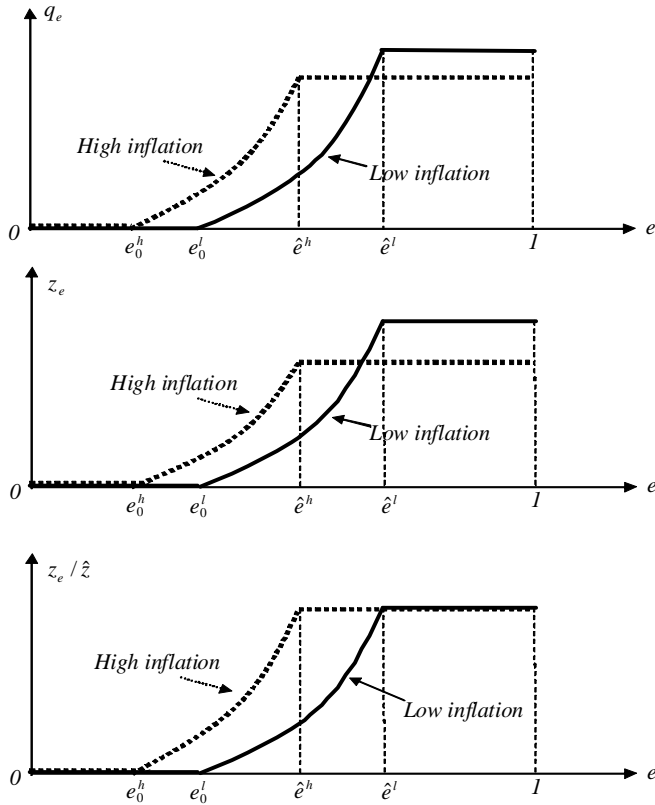 q_e
High inflation
Low inflation
0 e_0^h e_0^l ê^h ê^l 1 e
z_e
High inflation
Low inflation
0 e_0^h e_0^l ê^h ê^l 1 e
z_e / ẑ
High inflation
Low inflation
0 e_0^h e_0^l ê^h ê^l 1 e